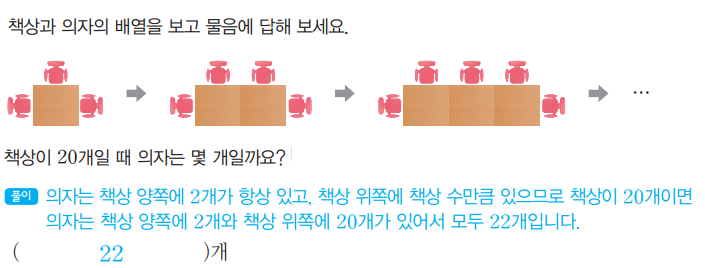 책상과 의자의 배열을 보고 물음에 답해 보세요.
…
책상이 20개일 때 의자는 몇 개일까요?
풀이 의자는 책상 양쪽에 2개가 항상 있고, 책상 위쪽에 책상 수만큼 있으므로 책상이 20개이면
의자는 책상 양쪽에 2개와 책상 위쪽에 20개가 있어서 모두 22개입니다.
( 22 )개